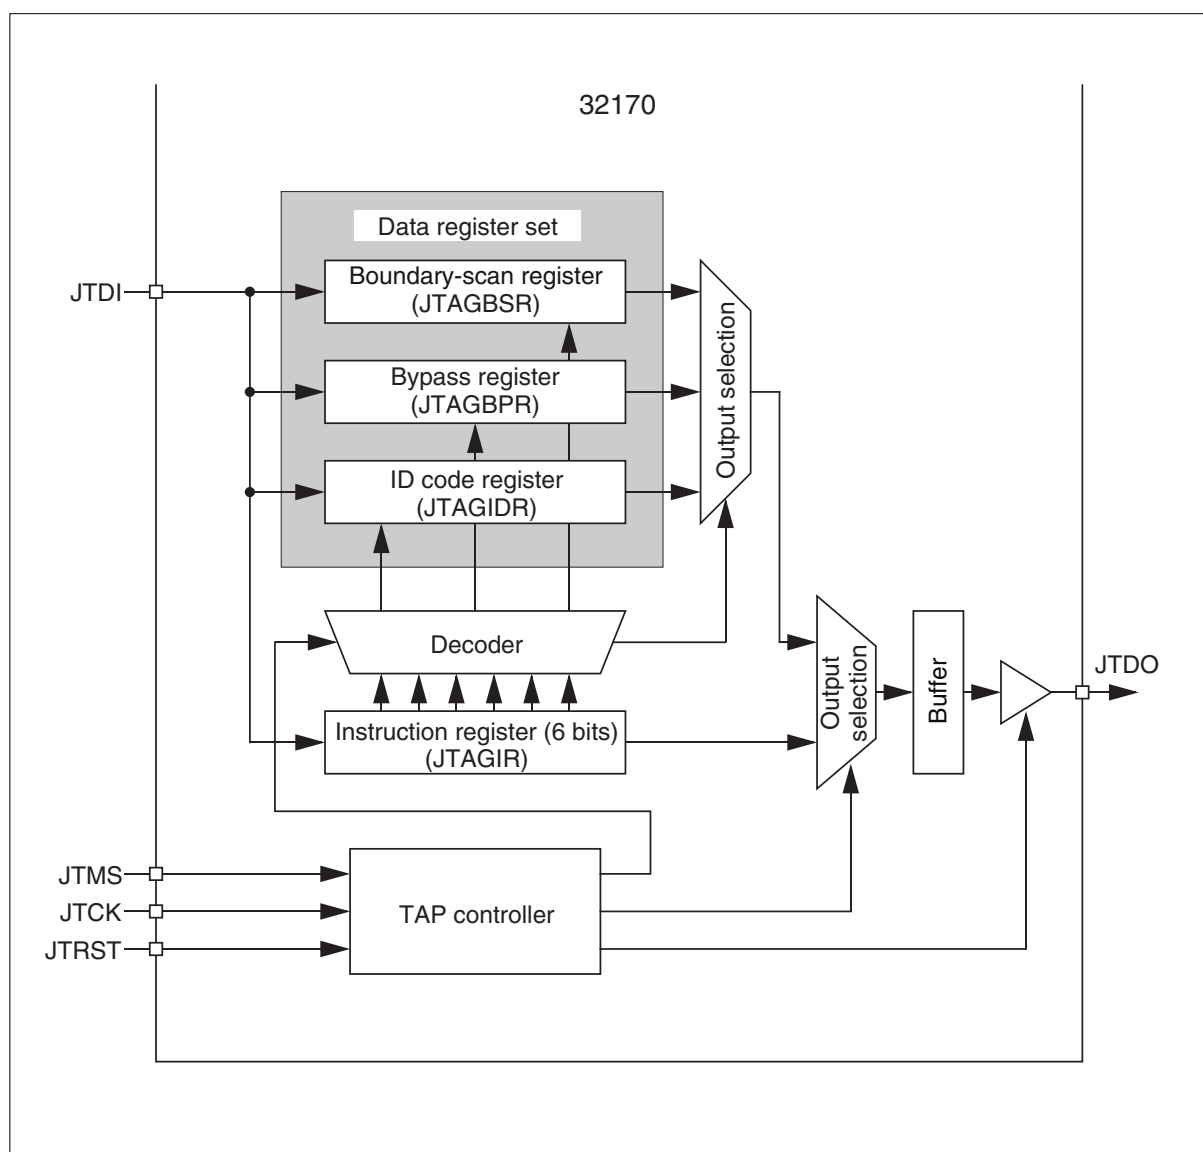 32170
Data register set
Boundary-scan register
(JTAGBSR)
JTDI
Bypass register
(JTAGBPR)
Output selection
ID code register
(JTAGIDR)
Decoder
Output
selection
Buffer
JTDO
Instruction register (6 bits)
(JTAGIR)
JTMS
JTCK
JTRST
TAP controller